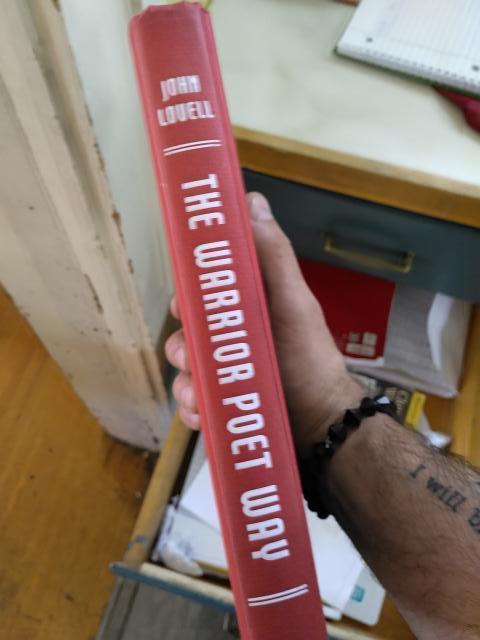 JOHN
LOVELL
THE WARRIOR POET WAY
I will